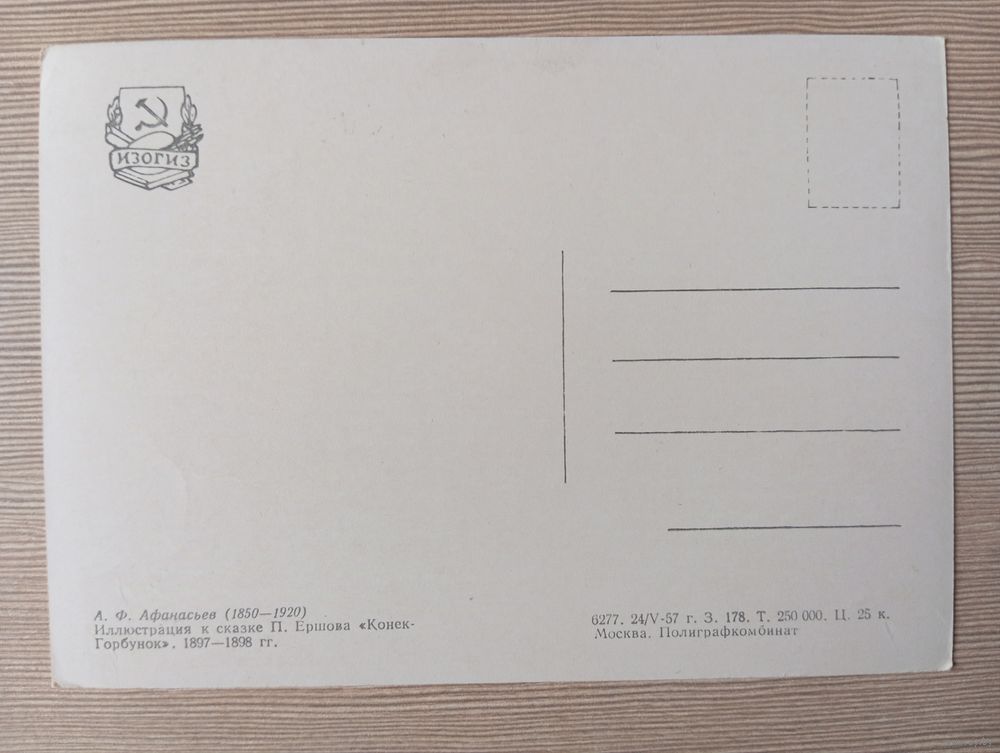 ИЗОГИЗ
А. Ф. Афанасьев (1850—1920)
Иллюстрация к сказке П. Ершова «Конек-
Горбунок». 1897—1898 гг.
6277. 24/V-57 г. З. 178. Т. 250 000. Ц. 25 к.
Москва. Полиграфкомбинат